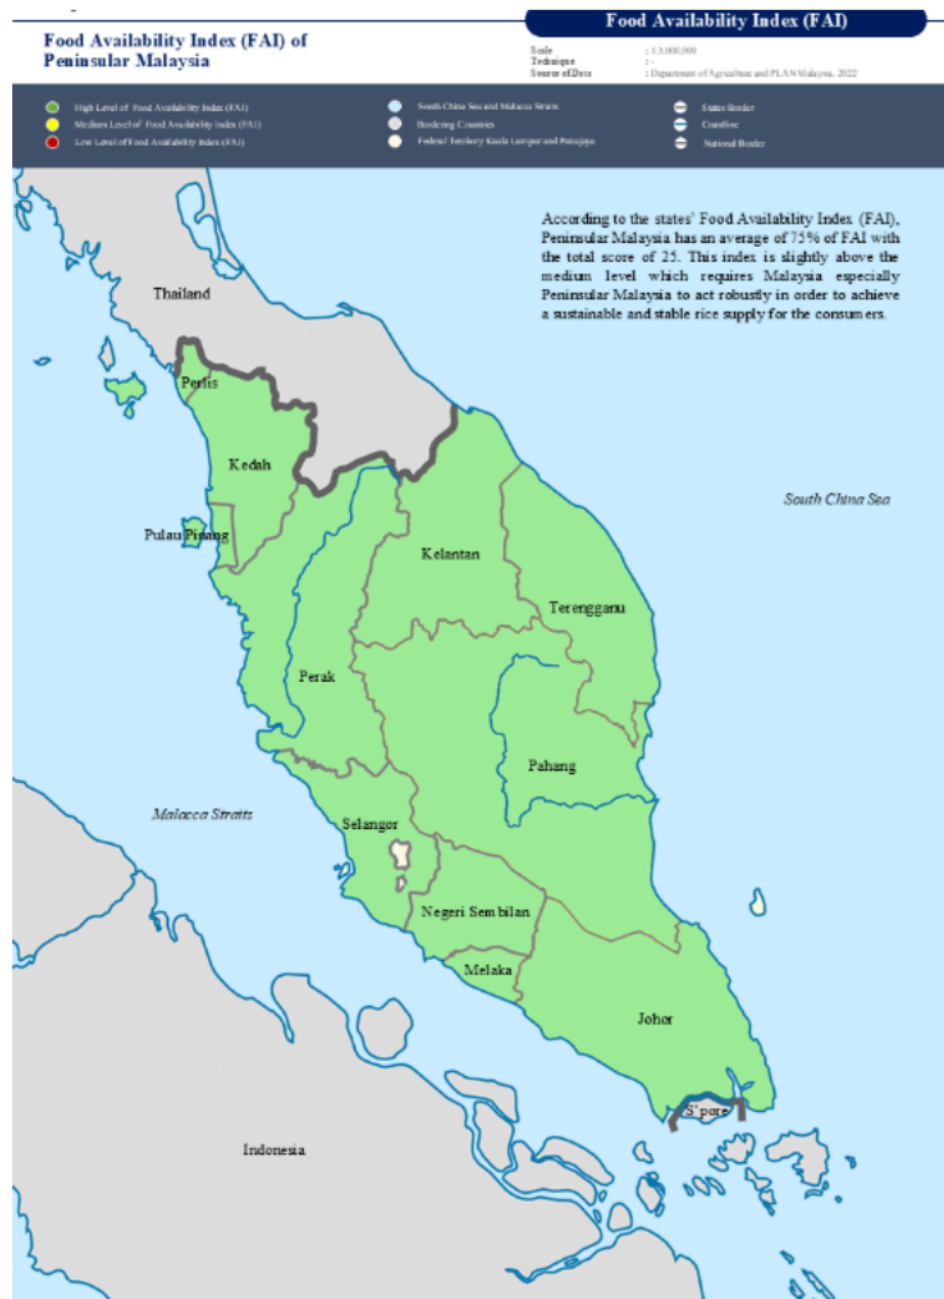 Food Availability Index (FAI)
Food Availability Index (FAI) of
Peninsular Malaysia
Scale : 1:3,000,000
Technique : -
Source of Data : Department of Agriculture and PLANMalaysia, 2022
High Level of Food Availability Index (FAI)
Medium Level of Food Availability Index (FAI)
Low Level of Food Availability Index (FAI)
South China Sea and Malacca Straits
Bordering Countries
Federal Territory Kuala Lumpur and Putrajaya
States Border
Coastline
National Border
According to the states' Food Availability Index (FAI),
Peninsular Malaysia has an average of 75% of FAI with
the total score of 25. This index is slightly above the
medium level which requires Malaysia especially
Peninsular Malaysia to act robustly in order to achieve
a sustainable and stable rice supply for the consumers.
Thailand
Perlis
Kedah
South China Sea
Pulau Pinang
Kelantan
Terengganu
Perak
Pahang
Malacca Straits
Selangor
Negeri Sembilan
Melaka
Johor
S'pore
Indonesia